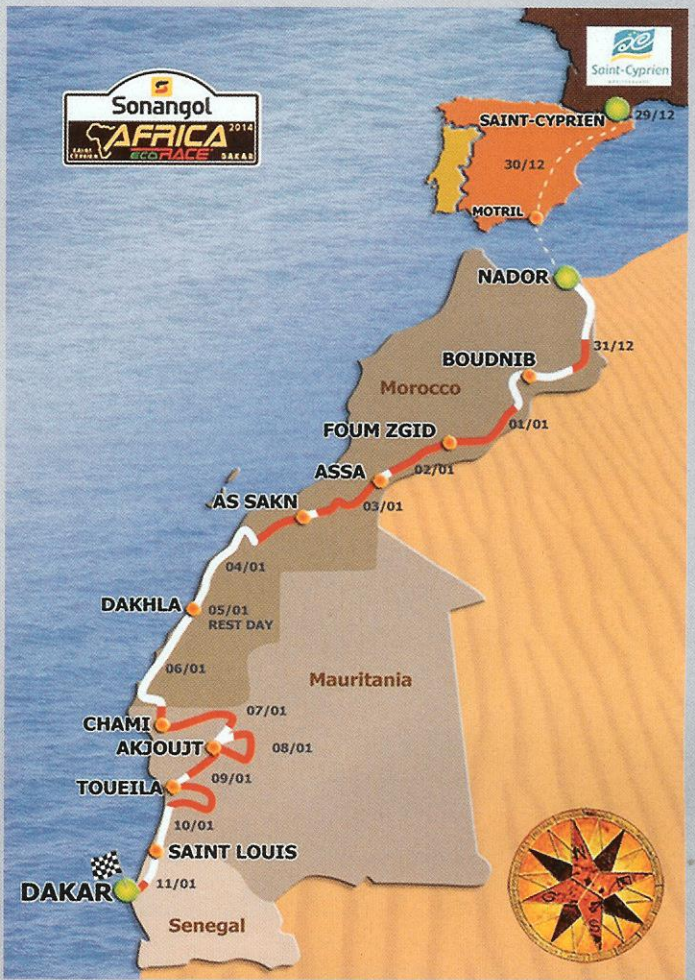 Saint-Cyprien
Sonangol
AFRICA 2014
ECO RACE
SAINT
CYPRIEN
DAKAR
SAINT-CYPRIEN
29/12
30/12
MOTRIL
NADOR
31/12
BOUDNIB
Morocco
01/01
FOUM ZGID
02/01
ASSA
03/01
AS SAKN
04/01
DAKHLA
05/01
REST DAY
06/01
Mauritania
07/01
CHAMI
AKJOUJT
08/01
09/01
TOUEILA
10/01
SAINT LOUIS
DAKAR
11/01
Senegal